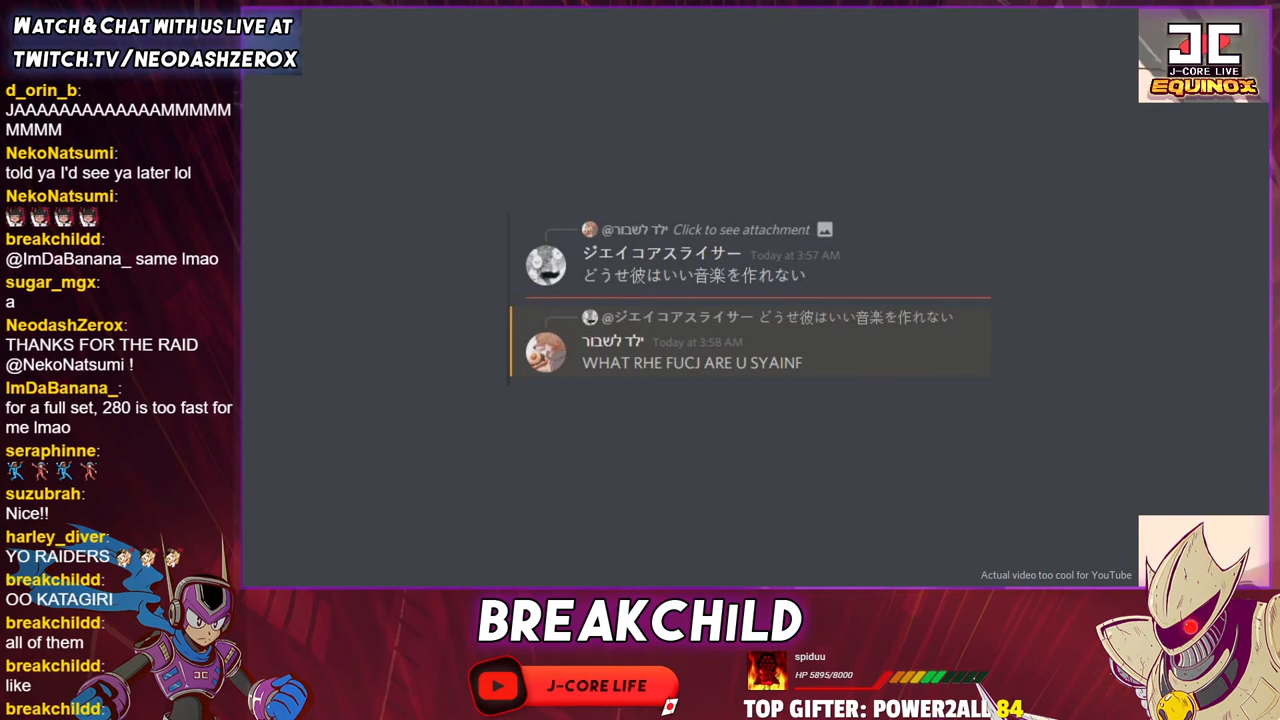 WATCH & CHAT WITH US LIVE AT
TWITCH.TV/NEODASHZEROX
d_orin_b:
JAAAAAAAAAAAAAMMMMM
MMMM
NekoNatsumi:
told ya I'd see ya later lol
NekoNatsumi:
breakchildd:
@ImDaBanana_ same lmao
sugar_mgx:
a
NeodashZerox:
THANKS FOR THE RAID
@NekoNatsumi !
ImDaBanana_:
for a full set, 280 is too fast for
me lmao
seraphinne:
suzubrah:
Nice!!
harley_diver:
YO RAIDERS
breakchildd:
OO KATAGIRI
breakchildd:
all of them
breakchildd:
like
breakchildd:
@ילד לשבור Click to see attachment
ジエイコアスライサー Today at 3:57 AM
どうせ彼はいい音楽を作れない
@ジエイコアスライサー どうせ彼はいい音楽を作れない
ילד לשבור Today at 3:58 AM
WHAT RHE FUCJ ARE U SYAINF
Actual video too cool for YouTube
JC
J-CORE LIVE
EQUINOX
BREAKCHILD
J-CORE LIFE
spiduu
HP 5895/8000
TOP GIFTER: POWER2ALL 84